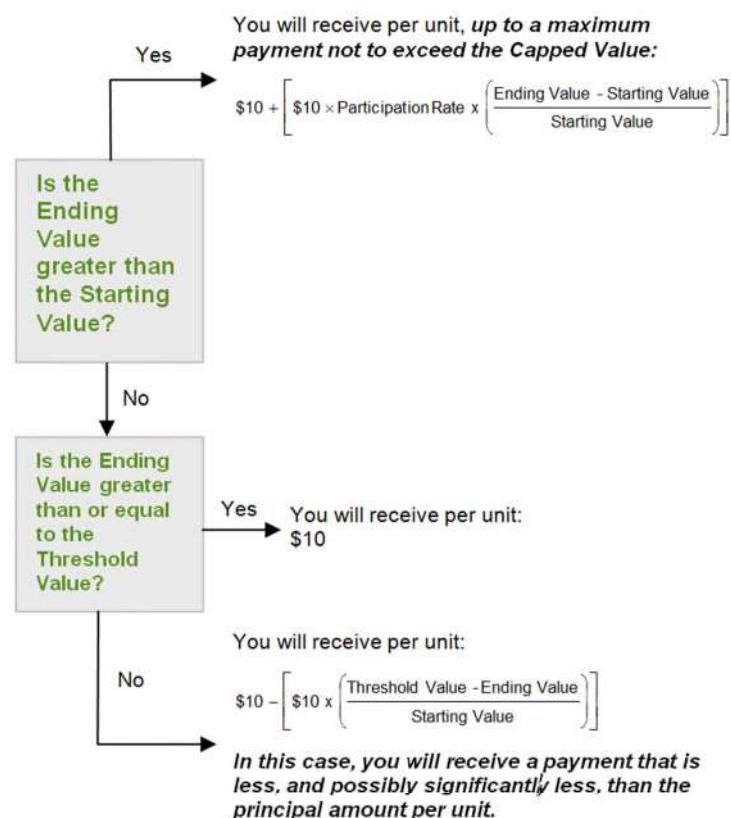 You will receive per unit, up to a maximum
payment not to exceed the Capped Value:
Yes
$10 + [ $10 × Participation Rate x ( Ending Value - Starting Value / Starting Value ) ]
Is the
Ending
Value
greater than
the Starting
Value?
No
Is the Ending
Value greater
than or equal
to the
Threshold
Value?
Yes
You will receive per unit:
$10
No
You will receive per unit:
$10 – [ $10 x ( Threshold Value - Ending Value / Starting Value ) ]
In this case, you will receive a payment that is
less, and possibly significantly less, than the
principal amount per unit.